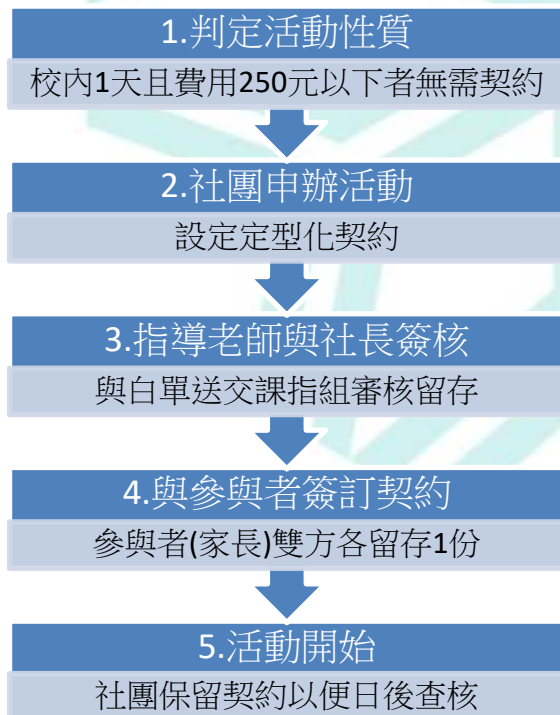 1.判定活動性質
校內1天且費用250元以下者無需契約
2.社團申辦活動
設定定型化契約
3.指導老師與社長簽核
與白單送交課指組審核留存
4.與參與者簽訂契約
參與者(家長)雙方各留存1份
5.活動開始
社團保留契約以便日後查核